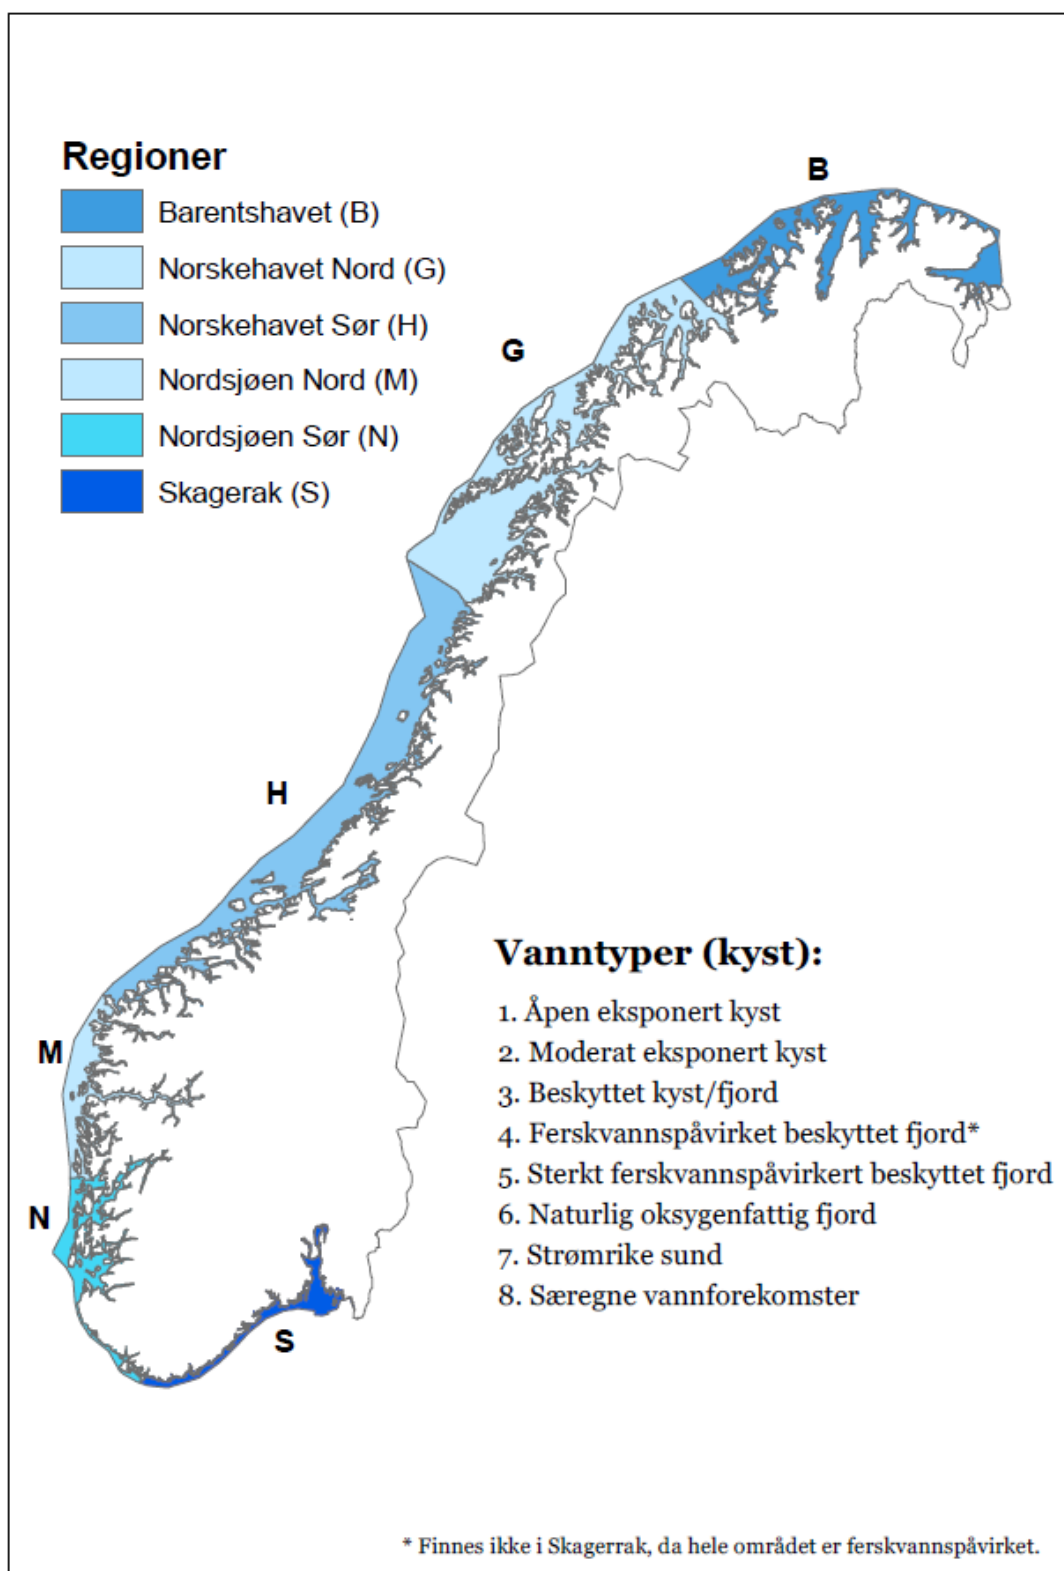 Regioner
Barentshavet (B)
Norskehavet Nord (G)
Norskehavet Sør (H)
Nordsjøen Nord (M)
Nordsjøen Sør (N)
Skagerak (S)
B
G
H
M
N
S
Vanntyper (kyst):
1. Åpen eksponert kyst
2. Moderat eksponert kyst
3. Beskyttet kyst/fjord
4. Ferskvannspåvirket beskyttet fjord*
5. Sterkt ferskvannspåvirkert beskyttet fjord
6. Naturlig oksygenfattig fjord
7. Strømrike sund
8. Særegne vannforekomster
* Finnes ikke i Skagerrak, da hele området er ferskvannspåvirket.